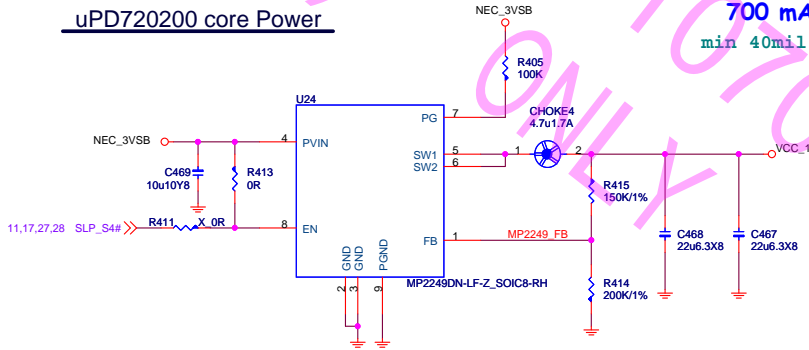 uPD720200 core Power
700 mA
min 40mil
NEC_3VSB
R405
100K
U24
CHOKE4
4.7u1.7A
NEC_3VSB
4
PVIN
PG
7
SW1
5
SW2
6
1
2
VCC_1
C469
10u10Y8
R413
0R
R415
150K/1%
11,17,27,28 SLP_S4#
R411
X_0R
8
EN
FB
1
MP2249_FB
C468
22u6.3X8
C467
22u6.3X8
GND
GND
PGND
2
3
9
MP2249DN-LF-Z_SOIC8-RH
R414
200K/1%
ONLY